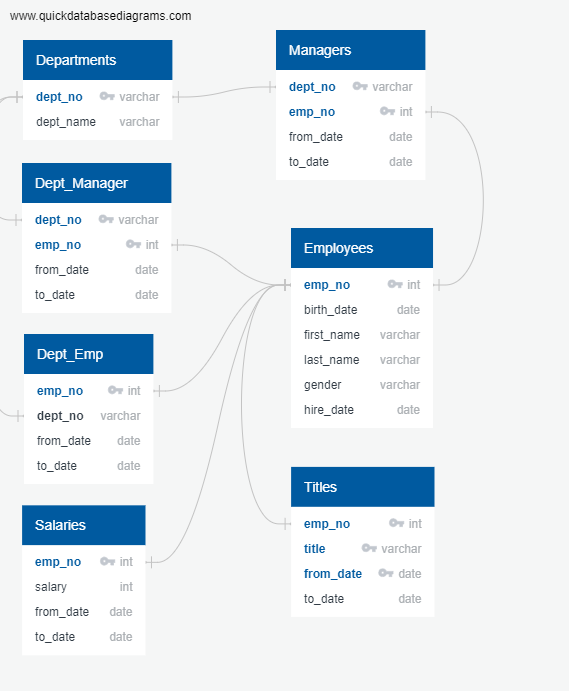 www.quickdatabasediagrams.com
Departments
dept_no varchar
dept_name varchar
Managers
dept_no varchar
emp_no int
from_date date
to_date date
Dept_Manager
dept_no varchar
emp_no int
from_date date
to_date date
Employees
emp_no int
birth_date date
first_name varchar
last_name varchar
gender varchar
hire_date date
Dept_Emp
emp_no int
dept_no varchar
from_date date
to_date date
Titles
emp_no int
title varchar
from_date date
to_date date
Salaries
emp_no int
salary int
from_date date
to_date date